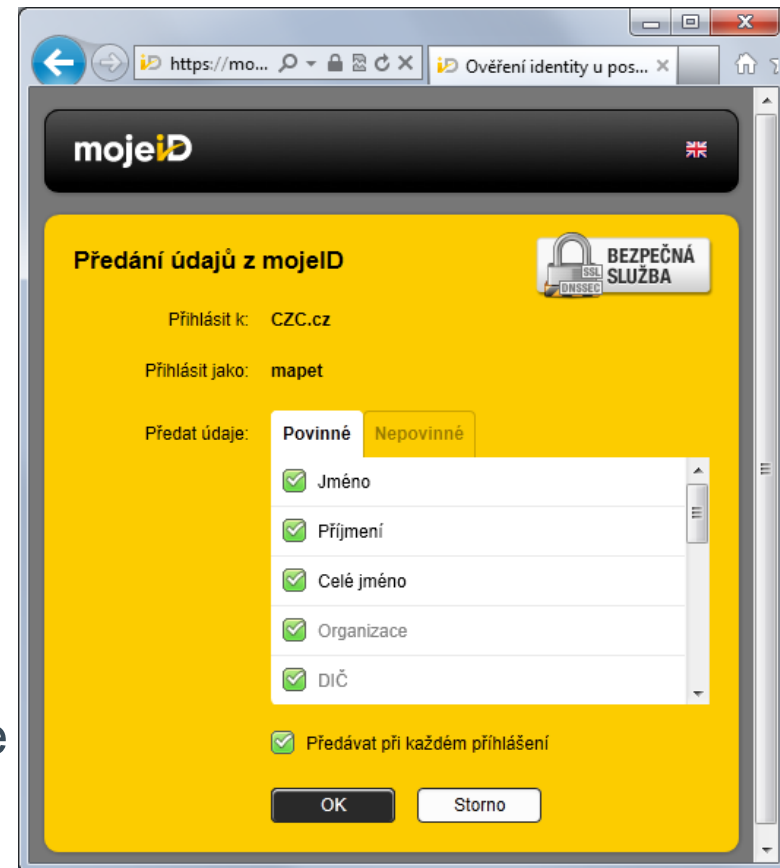 https://mo...
Ověření identity u pos...
mojeiD
Předání údajů z mojeID
SSL
DNSSEC
BEZPEČNÁ
SLUŽBA
Přihlásit k: CZC.cz
Přihlásit jako: mapet
Předat údaje: Povinné Nepovinné
Jméno
Příjmení
Celé jméno
Organizace
DIČ
e
Předávat při každém příhlášení
OK Storno